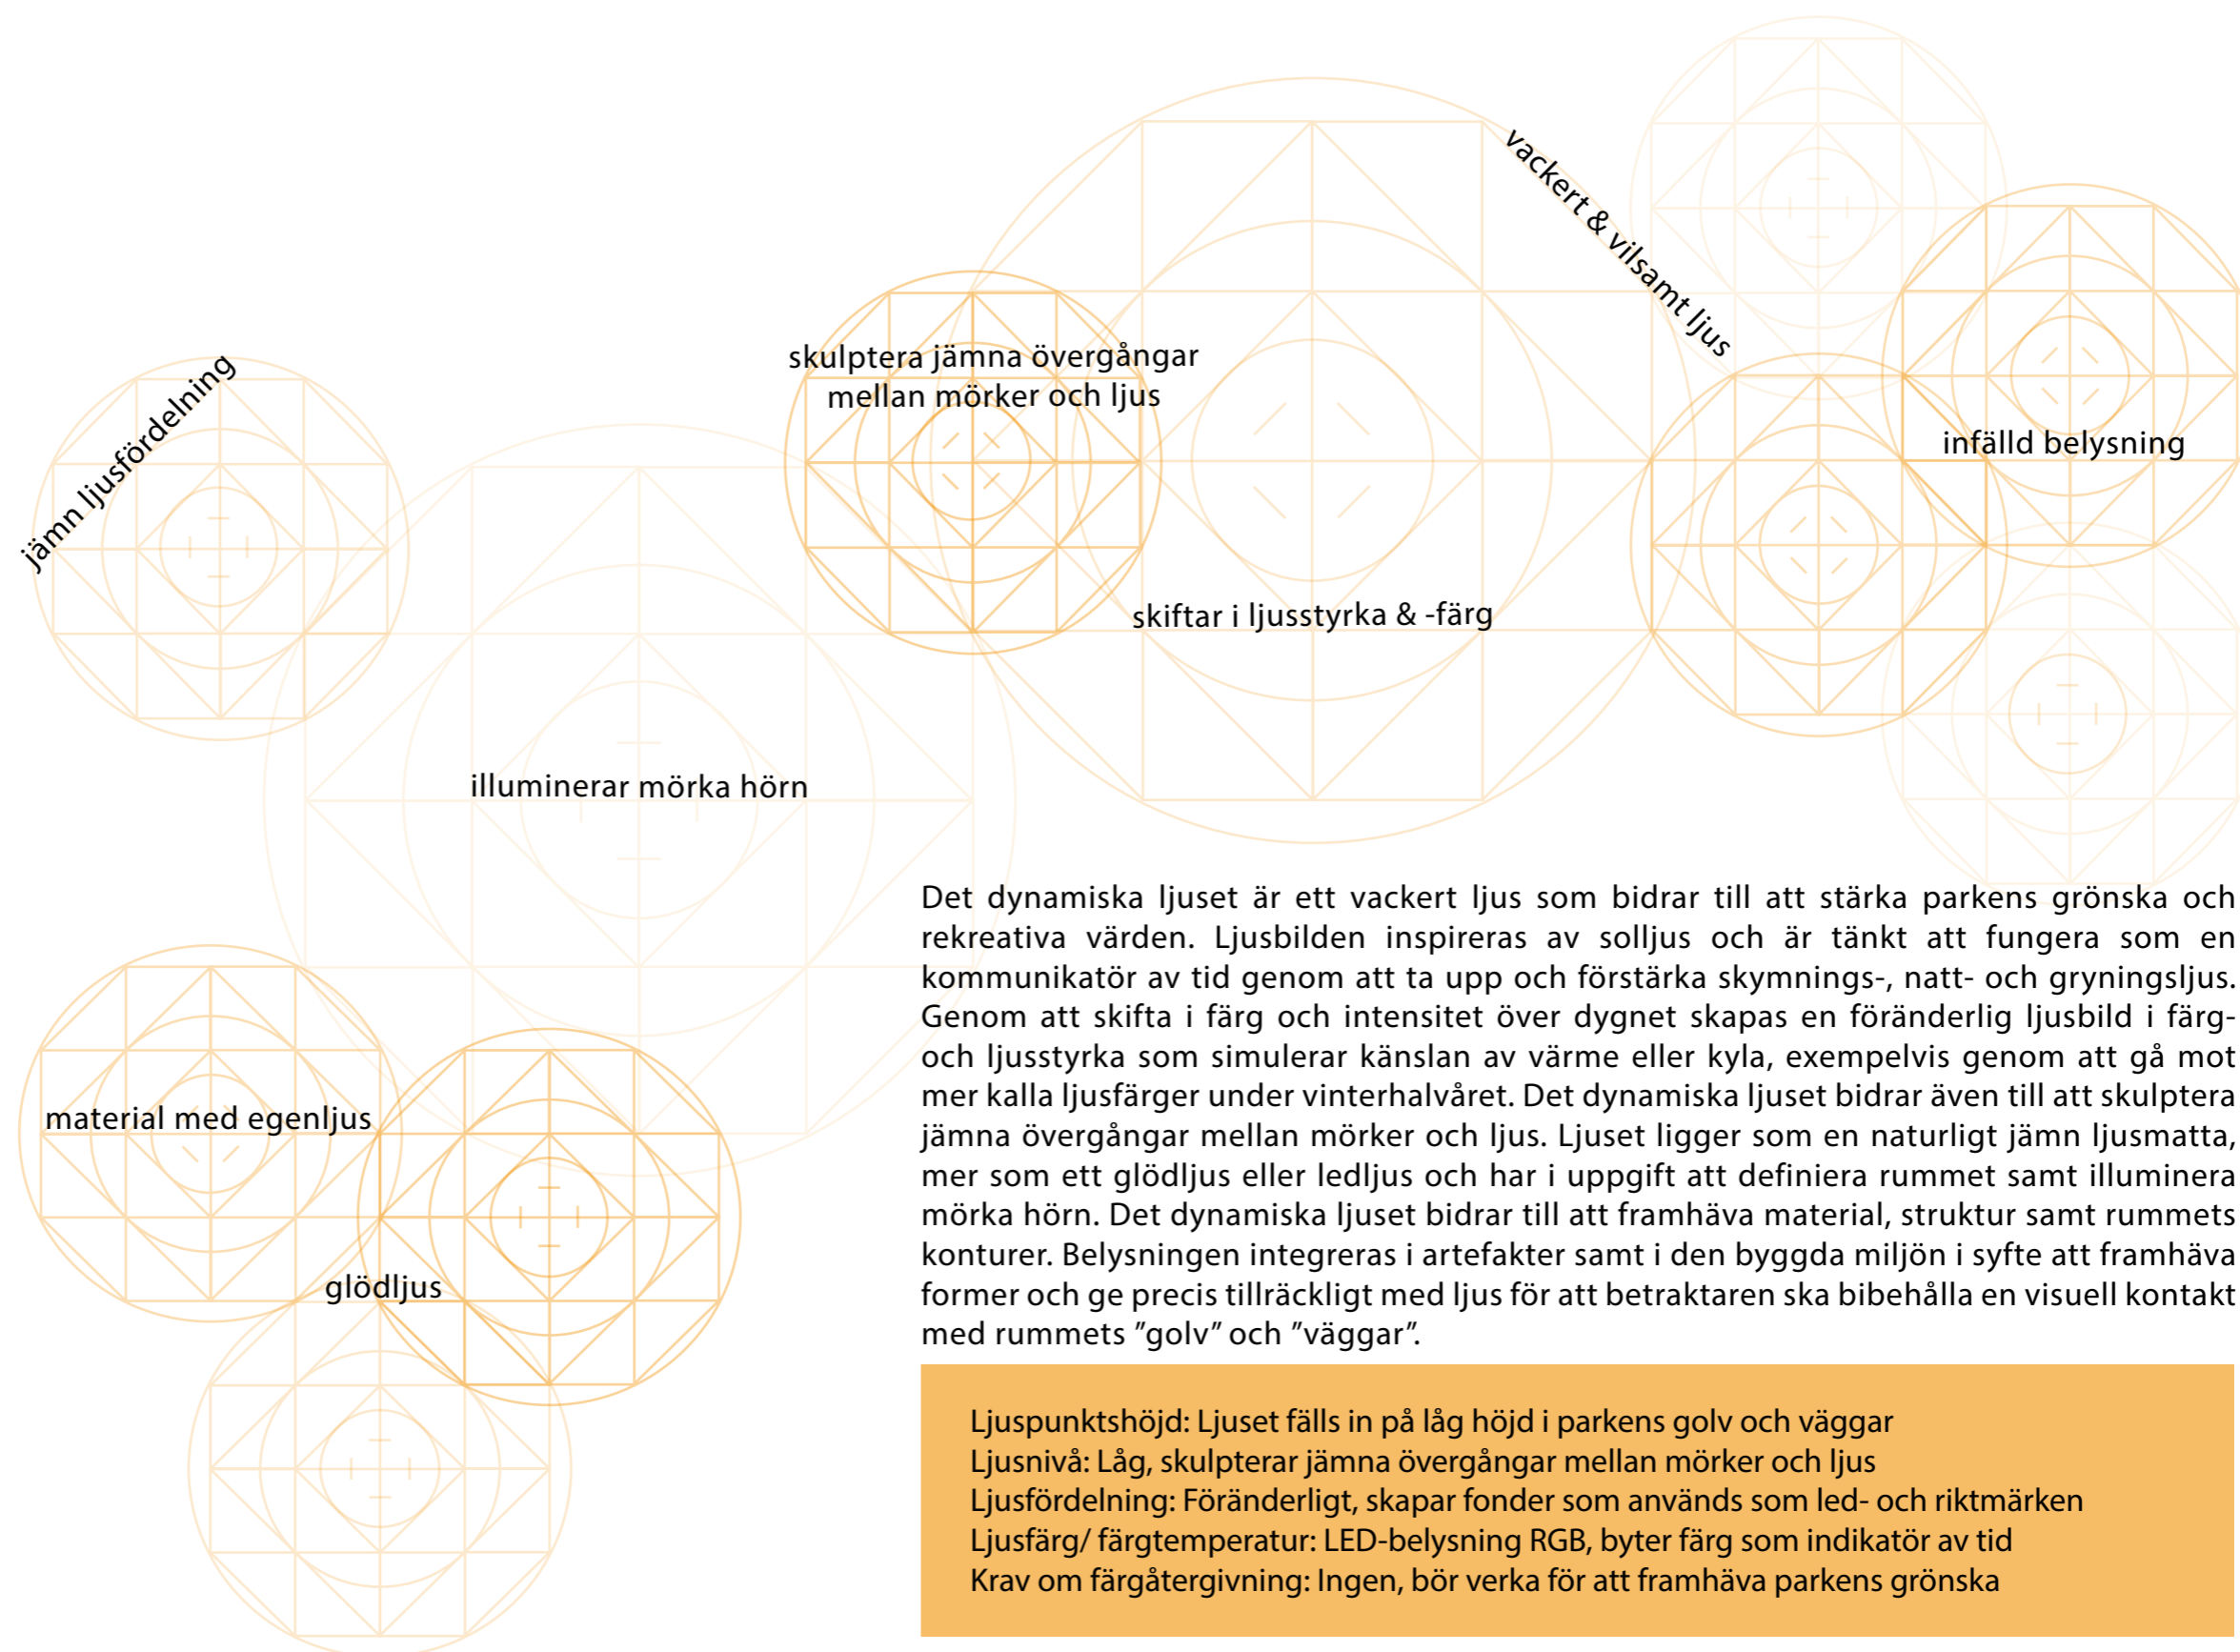 vackert & vilsamt ljus
jämn ljusfördelning
skulptera jämna övergångar
mellan mörker och ljus
infälld belysning
skiftar i ljusstyrka & -färg
illuminerar mörka hörn
material med egenljus
glödljus
Det dynamiska ljuset är ett vackert ljus som bidrar till att stärka parkens grönska och
rekreativa värden. Ljusbilden inspireras av solljus och är tänkt att fungera som en
kommunikatör av tid genom att ta upp och förstärka skymnings-, natt- och gryningsljus.
Genom att skifta i färg och intensitet över dygnet skapas en föränderlig ljusbild i färg-
och ljusstyrka som simulerar känslan av värme eller kyla, exempelvis genom att gå mot
mer kalla ljusfärger under vinterhalvåret. Det dynamiska ljuset bidrar även till att skulptera
jämna övergångar mellan mörker och ljus. Ljuset ligger som en naturligt jämn ljusmatta,
mer som ett glödljus eller ledljus och har i uppgift att definiera rummet samt illuminera
mörka hörn. Det dynamiska ljuset bidrar till att framhäva material, struktur samt rummets
konturer. Belysningen integreras i artefakter samt i den byggda miljön i syfte att framhäva
former och ge precis tillräckligt med ljus för att betraktaren ska bibehålla en visuell kontakt
med rummets ”golv” och ”väggar”.
Ljuspunktshöjd: Ljuset fälls in på låg höjd i parkens golv och väggar
Ljusnivå: Låg, skulpterar jämna övergångar mellan mörker och ljus
Ljusfördelning: Föränderligt, skapar fonder som används som led- och riktmärken
Ljusfärg/ färgtemperatur: LED-belysning RGB, byter färg som indikatör av tid
Krav om färgåtergivning: Ingen, bör verka för att framhäva parkens grönska